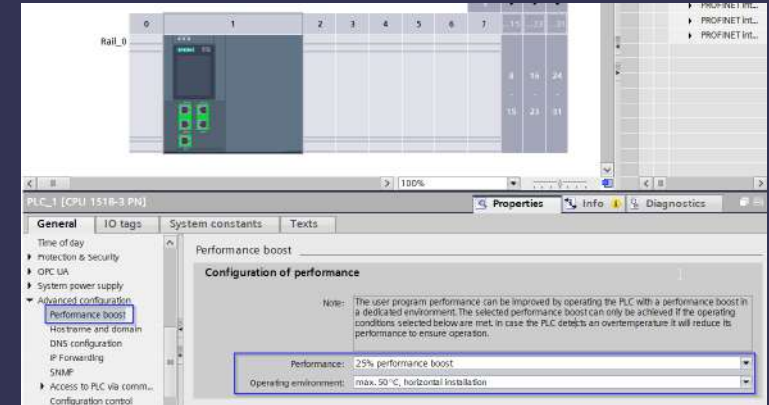 PROFINET int...
PROFINET int...
PROFINET int...
0 1 2 3 4 5 6 7 ...15 ...23 ...31
Rail_0
8 16 24
- - -
15 23 31
100%
PLC_1 [CPU 1518-3 PN]
Properties Info Diagnostics
General IO tags System constants Texts
Time of day
Protection & Security
OPC UA
System power supply
Advanced configuration
Performance boost
Hostname and domain
DNS configuration
IP Forwarding
SNMP
Access to PLC via comm...
Configuration control
Performance boost
Configuration of performance
Note: The user program performance can be improved by operating the PLC with a performance boost in
a dedicated environment. The selected performance boost can only be achieved if the operating
conditions selected below are met. In case the PLC detects an overtemperature it will reduce its
performance to ensure operation.
Performance: 25% performance boost
Operating environment: max. 50°C, horizontal installation